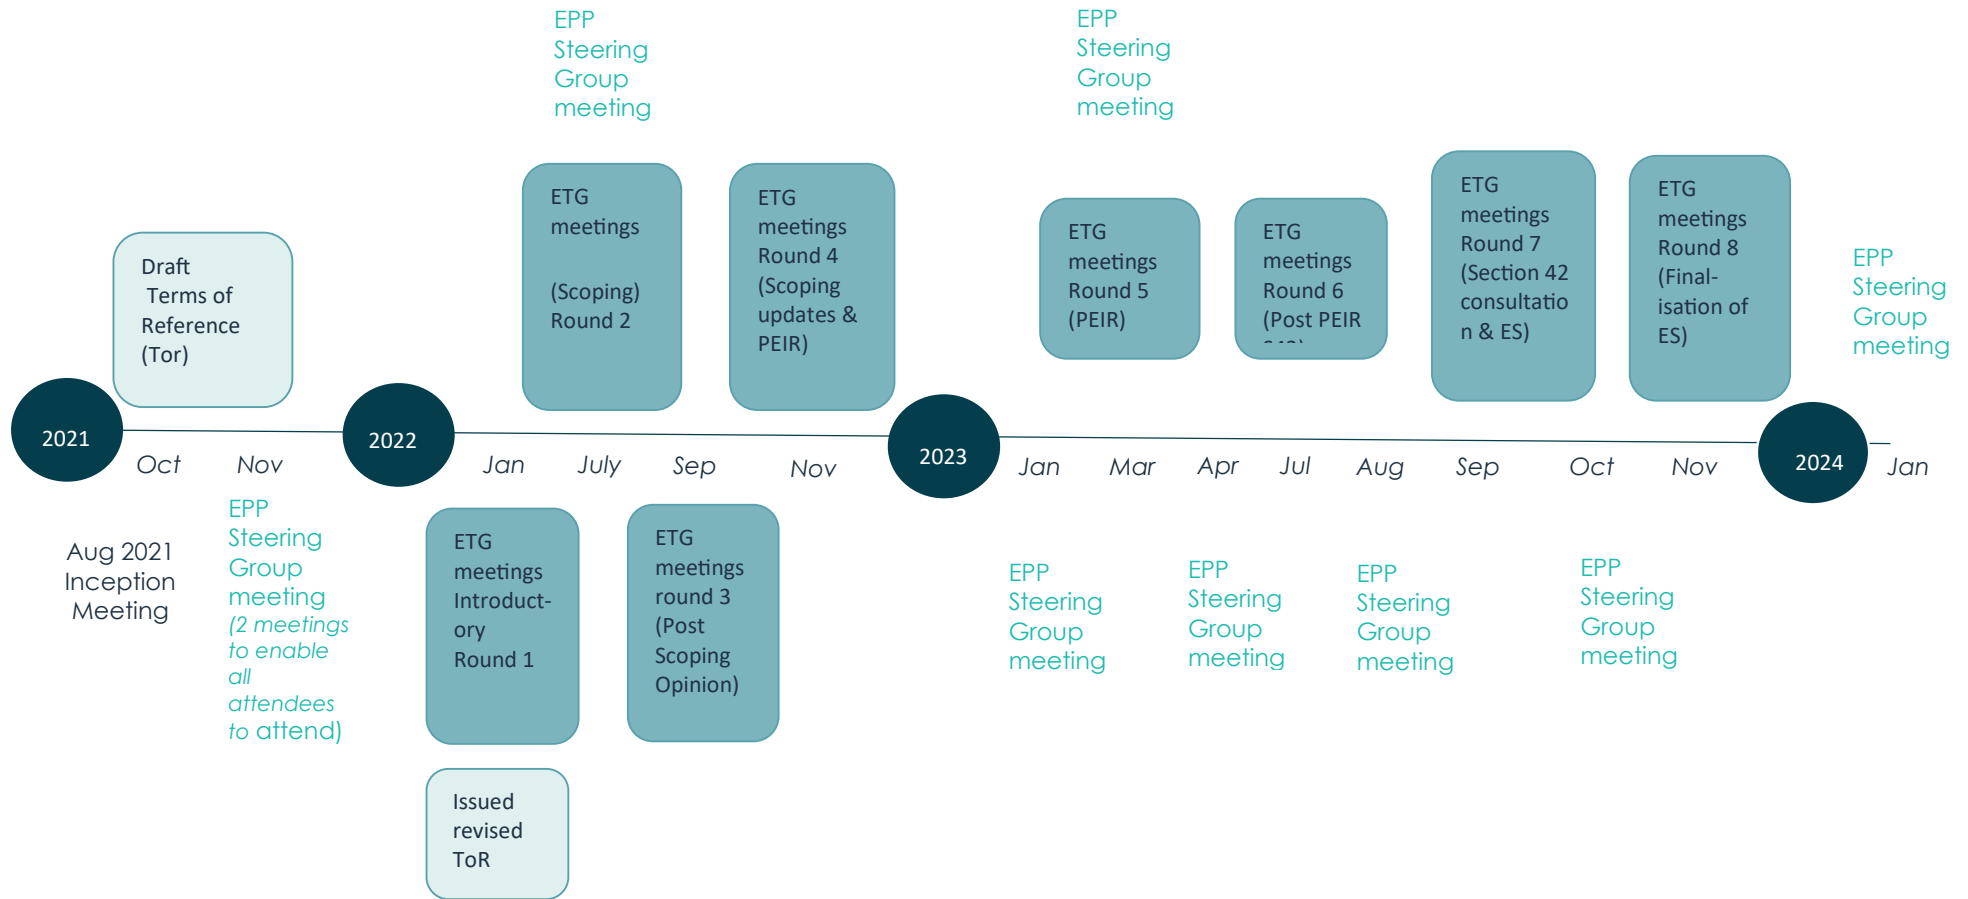 EPP
Steering
Group
meeting
EPP
Steering
Group
meeting
Draft
Terms of
Reference
(Tor)
ETG
meetings
(Scoping)
Round 2
ETG
meetings
Round 4
(Scoping
updates &
PEIR)
ETG
meetings
Round 5
(PEIR)
ETG
meetings
Round 6
(Post PEIR
ETG
meetings
Round 7
(Section 42
consultatio
n & ES)
ETG
meetings
Round 8
(Final-
isation of
ES)
EPP
Steering
Group
meeting
2021
Oct
Nov
2022
Jan
July
Sep
Nov
2023
Jan
Mar
Apr
Jul
Aug
Sep
Oct
Nov
2024
Jan
Aug 2021
Inception
Meeting
EPP
Steering
Group
meeting
(2 meetings
to enable
all
attendees
to attend)
ETG
meetings
Introduct-
ory
Round 1
ETG
meetings
round 3
(Post
Scoping
Opinion)
EPP
Steering
Group
meeting
EPP
Steering
Group
meeting
EPP
Steering
Group
meeting
EPP
Steering
Group
meeting
Issued
revised
ToR